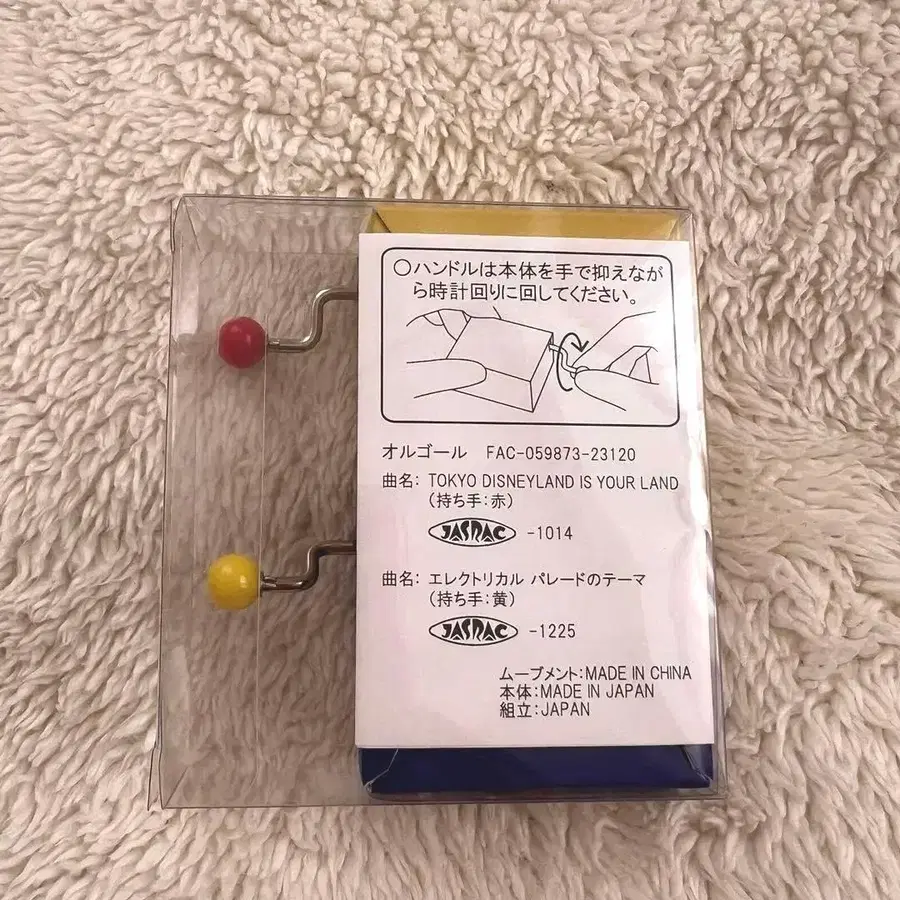 ○ハンドルは本体を手で抑えなが
ら時計回りに回してください。
オルゴール FAC-059873-23120
曲名: TOKYO DISNEYLAND IS YOUR LAND
(持ち手:赤)
JASRAC -1014
曲名: エレクトリカル パレードのテーマ
(持ち手:黄)
JASRAC -1225
ムーブメント:MADE IN CHINA
本体:MADE IN JAPAN
組立:JAPAN